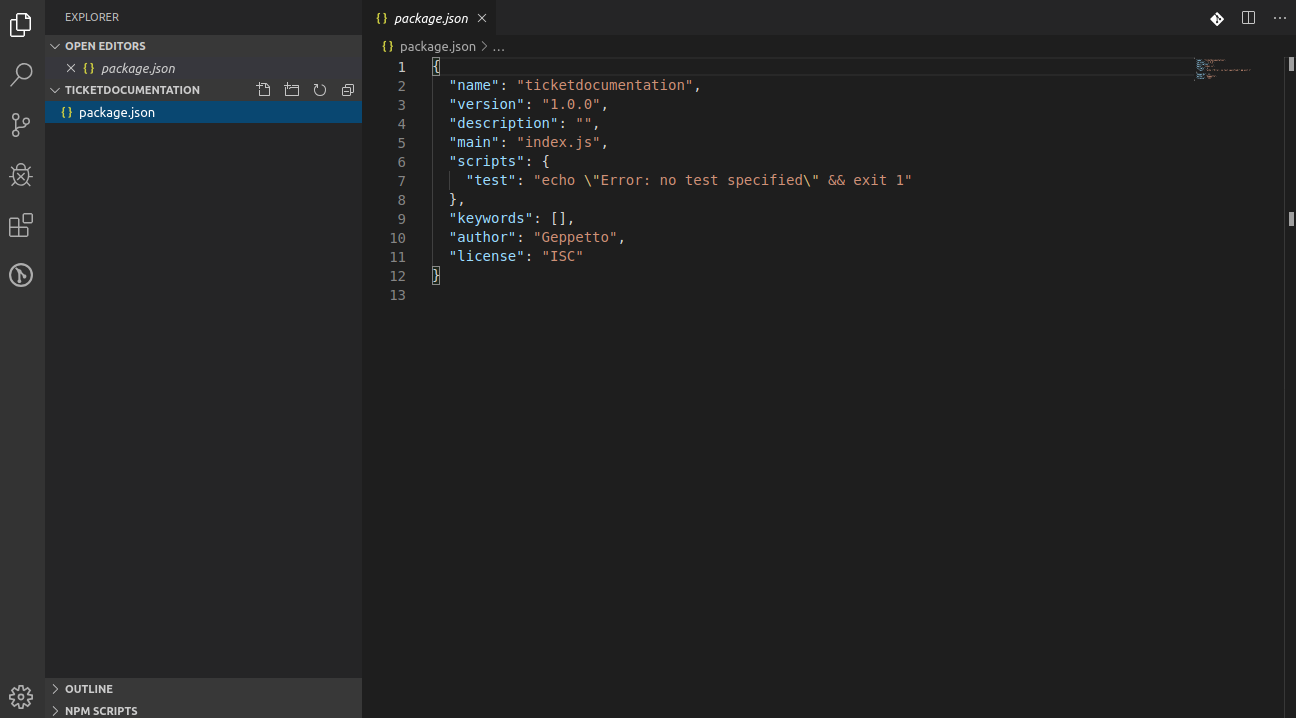 EXPLORER
OPEN EDITORS
{} package.json
TICKETDOCUMENTATION
{} package.json
OUTLINE
NPM SCRIPTS
{} package.json
{} package.json > ...
1 {
2   "name": "ticketdocumentation",
3   "version": "1.0.0",
4   "description": "",
5   "main": "index.js",
6   "scripts": {
7     "test": "echo \"Error: no test specified\" && exit 1"
8   },
9   "keywords": [],
10   "author": "Geppetto",
11   "license": "ISC"
12 }
13